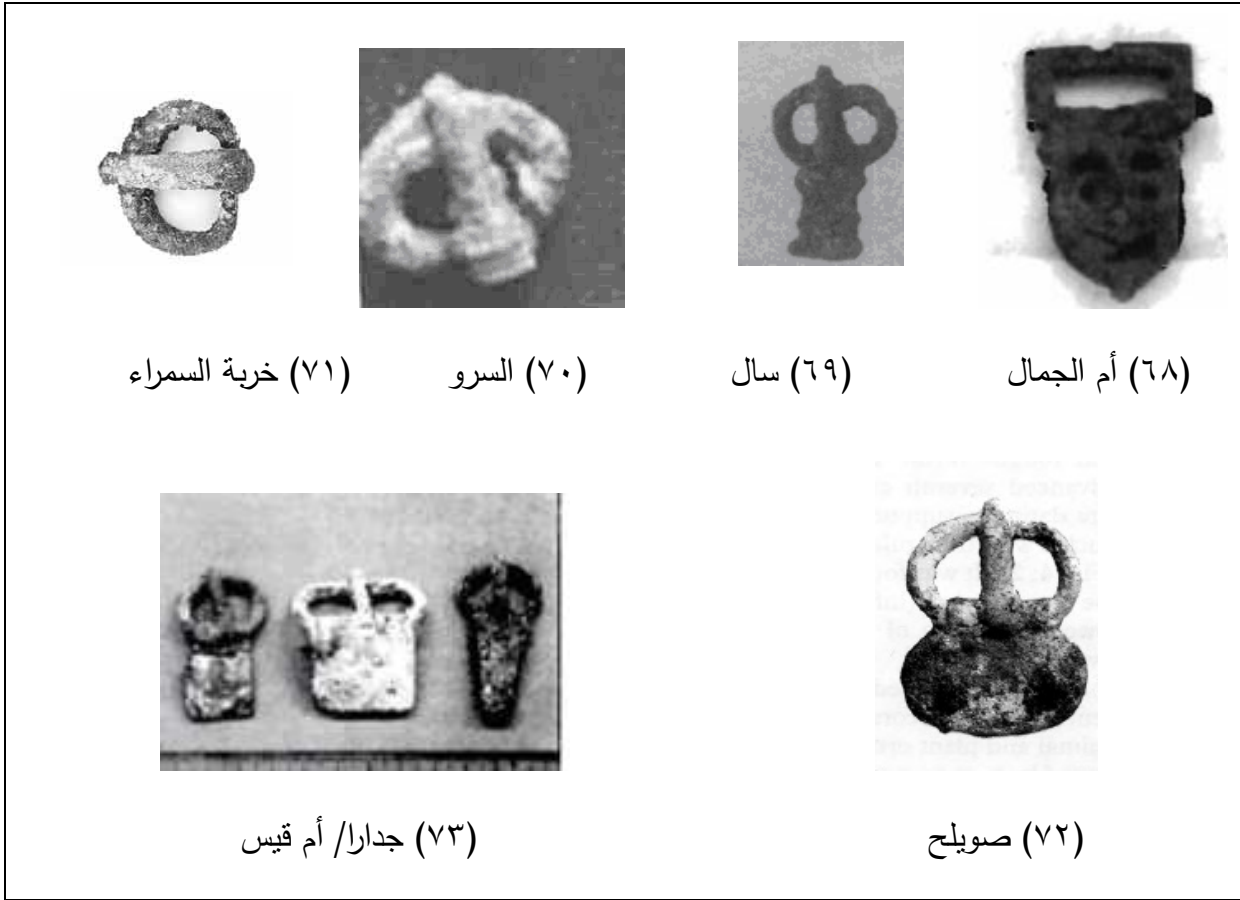 (٦٨) أم الجمال
(٦٩) سال
(٧٠) السرو
(٧١) خربة السمراء
(٧٢) صويلح
(٧٣) جدارا/ أم قيس